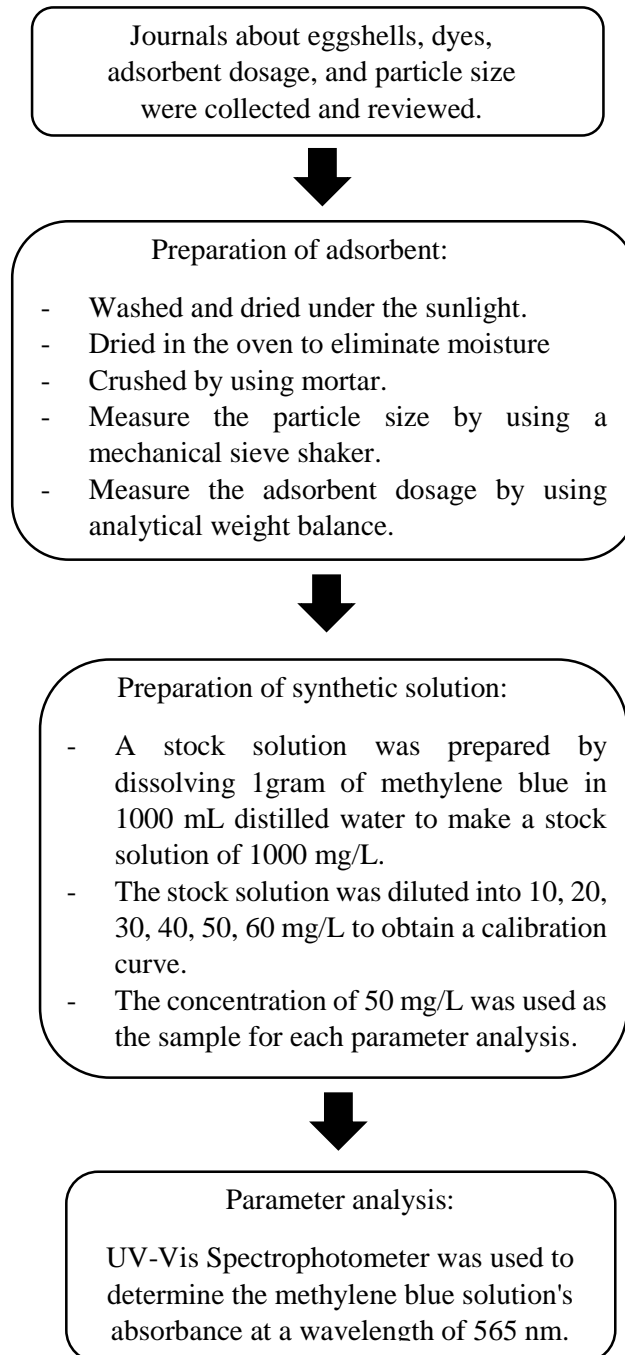 Journals about eggshells, dyes,
adsorbent dosage, and particle size
were collected and reviewed.
Preparation of adsorbent:
- Washed and dried under the sunlight.
- Dried in the oven to eliminate moisture
- Crushed by using mortar.
- Measure the particle size by using a
mechanical sieve shaker.
- Measure the adsorbent dosage by using
analytical weight balance.
Preparation of synthetic solution:
- A stock solution was prepared by
dissolving 1gram of methylene blue in
1000 mL distilled water to make a stock
solution of 1000 mg/L.
- The stock solution was diluted into 10, 20,
30, 40, 50, 60 mg/L to obtain a calibration
curve.
- The concentration of 50 mg/L was used as
the sample for each parameter analysis.
Parameter analysis:
UV-Vis Spectrophotometer was used to
determine the methylene blue solution's
absorbance at a wavelength of 565 nm.